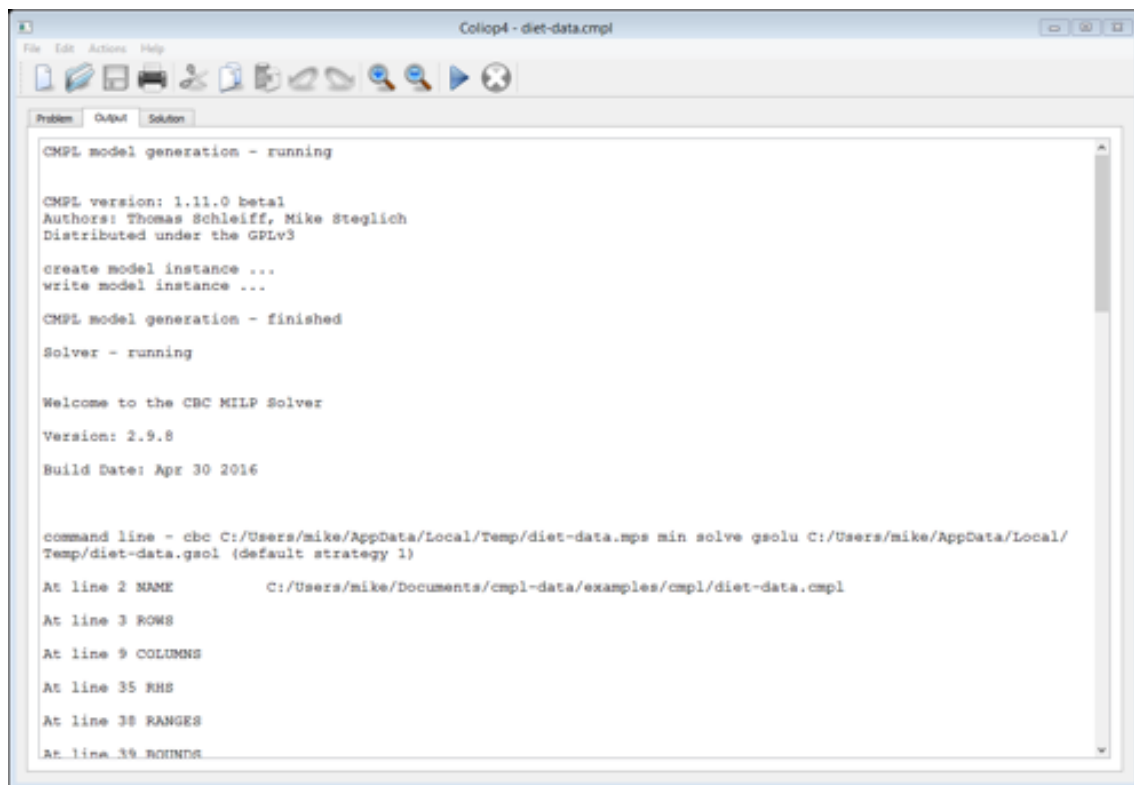 Coliop4 - diet-data.cmpl
File Edit Actions Help
Problem Output Solution
CMPL model generation - running
CMPL version: 1.11.0 beta1
Authors: Thomas Schleiff, Mike Steglich
Distributed under the GPLv3
create model instance ...
write model instance ...
CMPL model generation - finished
Solver - running
Welcome to the CBC MILP Solver
Version: 2.9.8
Build Date: Apr 30 2016
command line - cbc C:/Users/mike/AppData/Local/Temp/diet-data.mps min solve gsolu C:/Users/mike/AppData/Local/
Temp/diet-data.gsol (default strategy 1)
At line 2 NAME C:/Users/mike/Documents/cmpl-data/examples/cmpl/diet-data.cmpl
At line 3 ROWS
At line 9 COLUMNS
At line 35 RHS
At line 38 RANGES
At line 39 BOUNDS